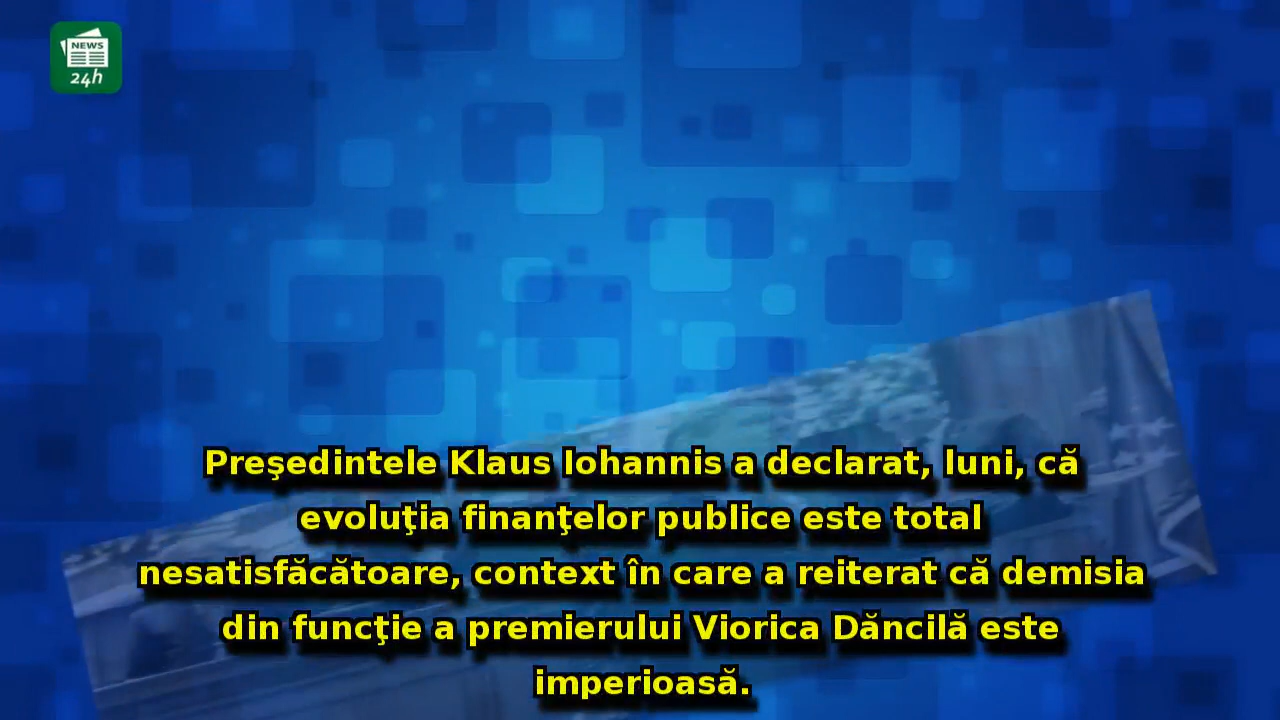 NEWS
24h
Preşedintele Klaus Iohannis a declarat, luni, că
evoluţia finanţelor publice este total
nesatisfăcătoare, context în care a reiterat că demisia
din funcţie a premierului Viorica Dăncilă este
imperioasă.